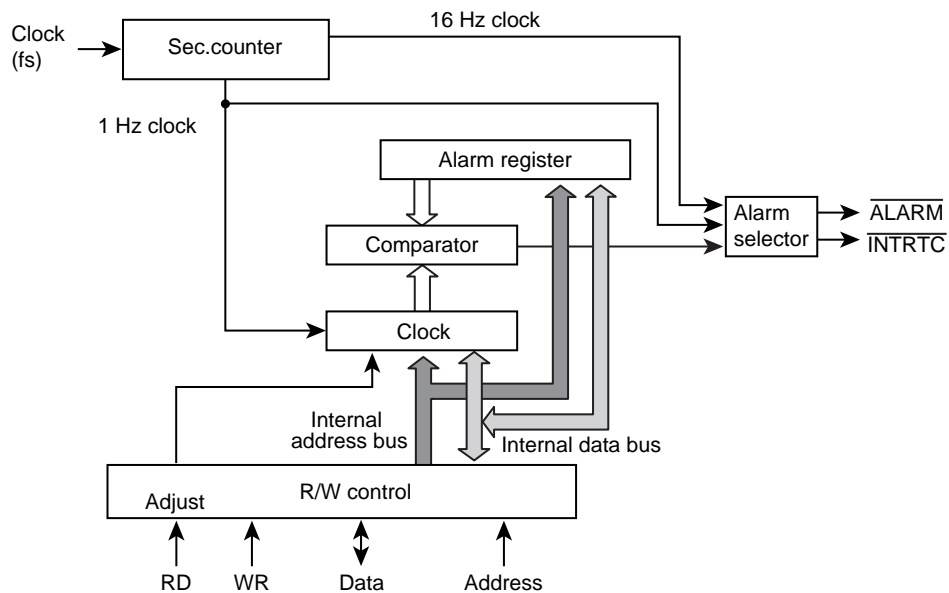 16 Hz clock
Clock
(fs)
Sec.counter
1 Hz clock
Alarm register
Alarm
selector
ALARM
INTRTC
Comparator
Clock
Internal
address bus
Internal data bus
R/W control
Adjust
RD
WR
Data
Address